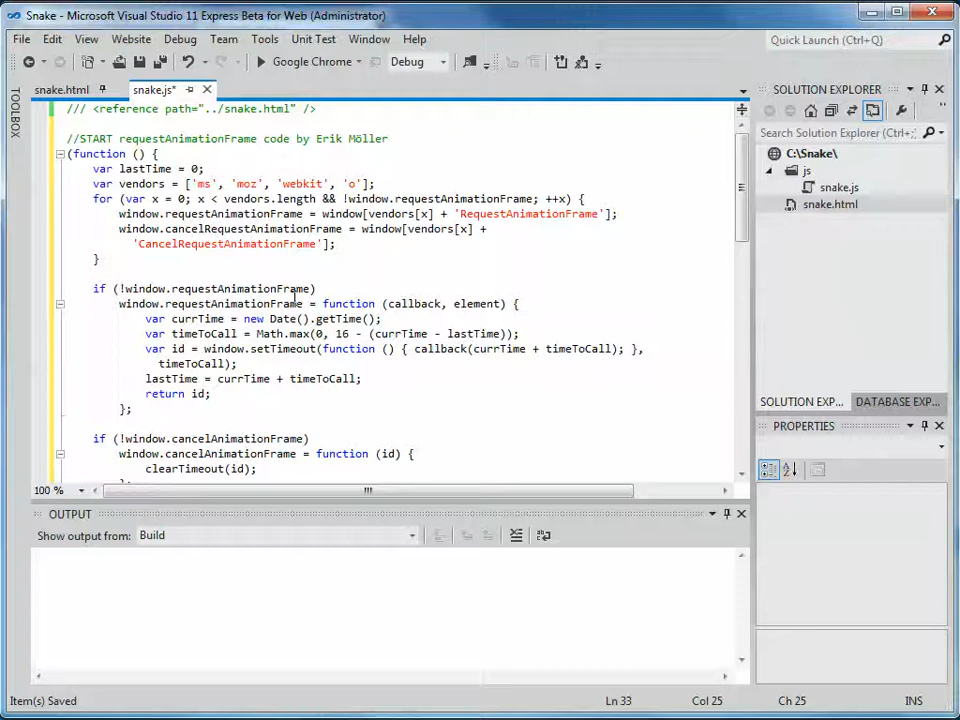 Snake - Microsoft Visual Studio 11 Express Beta for Web (Administrator)
File Edit View Website Debug Team Tools Unit Test Window Help
Quick Launch (Ctrl+Q)
Google Chrome
Debug
TOOLBOX
snake.html
snake.js*
/// <reference path="../snake.html" />
//START requestAnimationFrame code by Erik Möller
(function () {
var lastTime = 0;
var vendors = ['ms', 'moz', 'webkit', 'o'];
for (var x = 0; x < vendors.length && !window.requestAnimationFrame; ++x) {
window.requestAnimationFrame = window[vendors[x] + 'RequestAnimationFrame'];
window.cancelRequestAnimationFrame = window[vendors[x] +
'CancelRequestAnimationFrame'];
}
if (!window.requestAnimationFrame)
window.requestAnimationFrame = function (callback, element) {
var currTime = new Date().getTime();
var timeToCall = Math.max(0, 16 - (currTime - lastTime));
var id = window.setTimeout(function () { callback(currTime + timeToCall); },
timeToCall);
lastTime = currTime + timeToCall;
return id;
};
if (!window.cancelAnimationFrame)
window.cancelAnimationFrame = function (id) {
clearTimeout(id);
100 %
OUTPUT
Show output from: Build
SOLUTION EXPLORER
Search Solution Explorer (Ctrl+;
C:\Snake\
js
snake.js
snake.html
SOLUTION EXP... DATABASE EXP...
PROPERTIES
Item(s) Saved
Ln 33
Col 25
Ch 25
INS